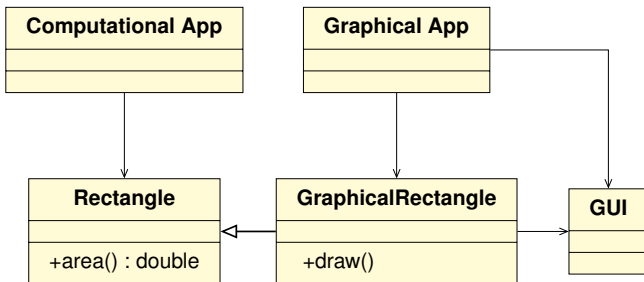 Computational App
Graphical App
Rectangle
+area() : double
GraphicalRectangle
+draw()
GUI